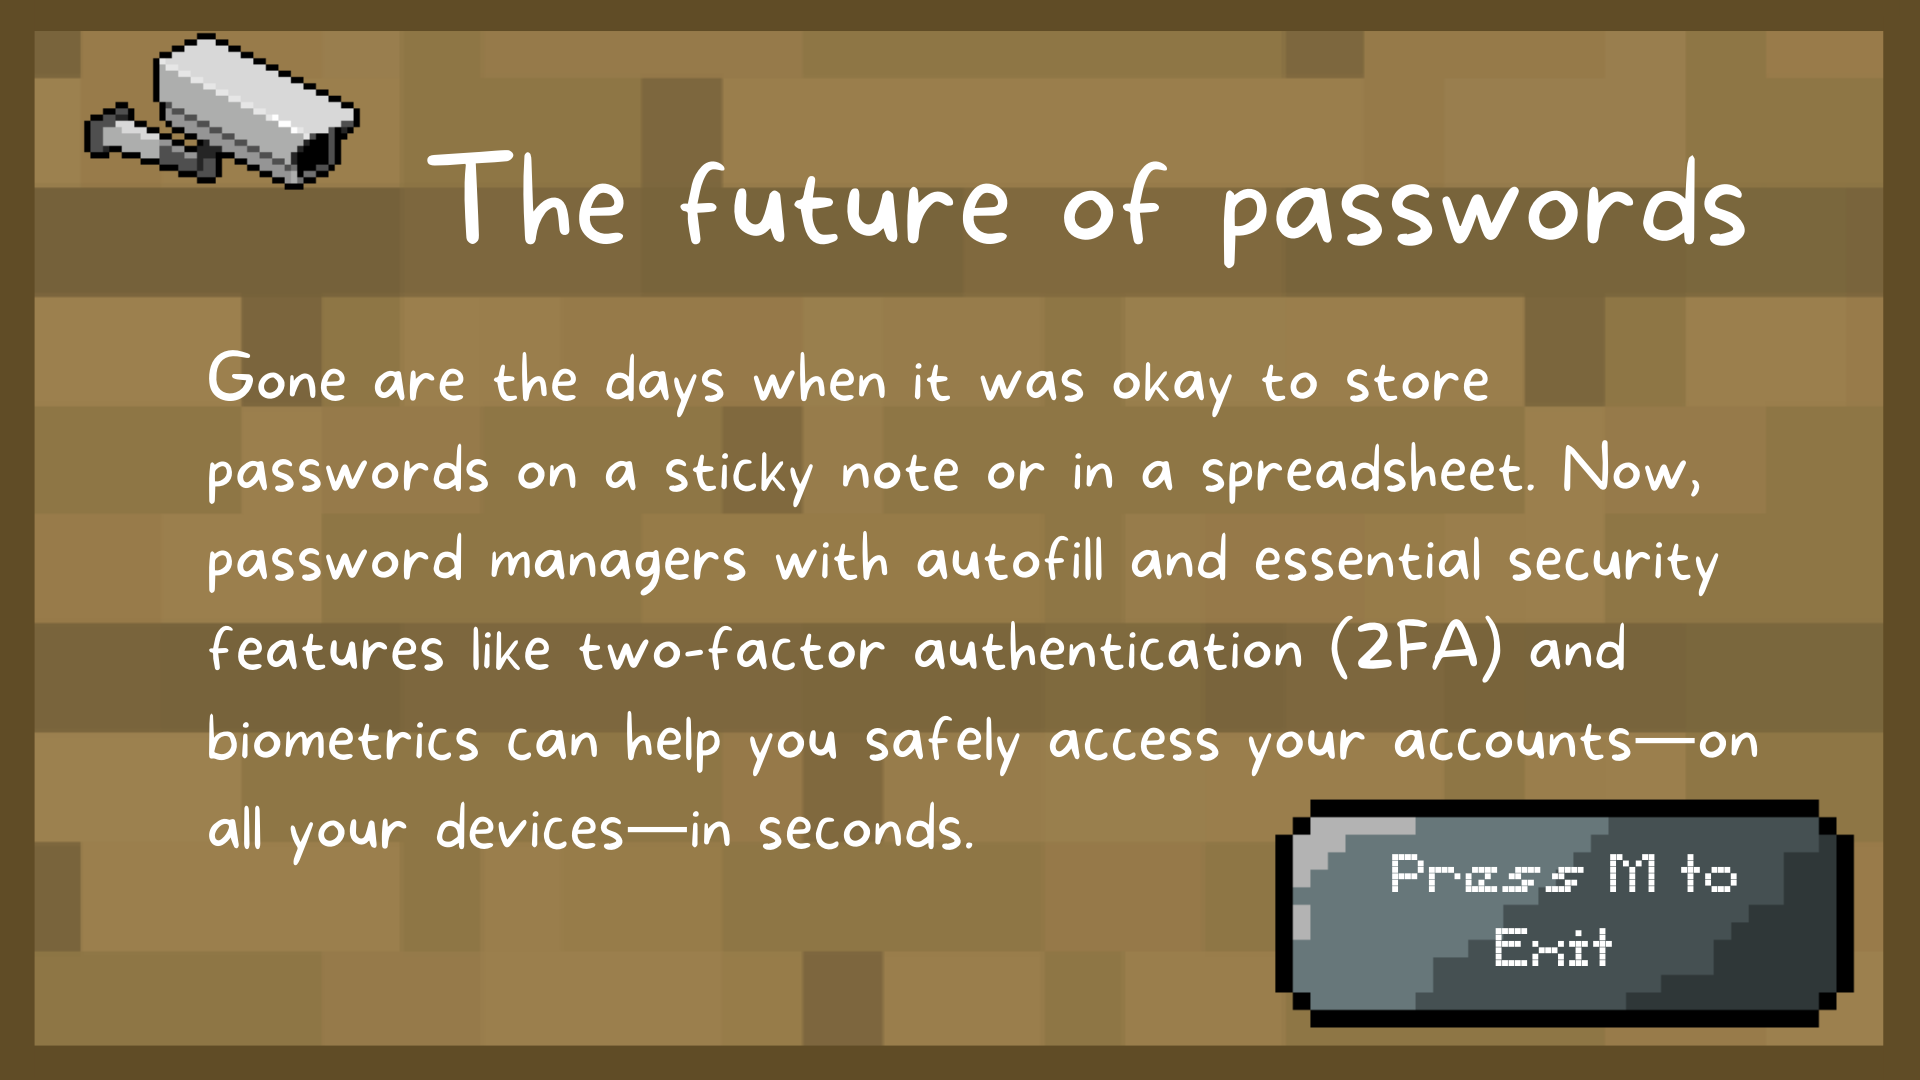 The future of passwords
Gone are the days when it was okay to store
passwords on a sticky note or in a spreadsheet. Now,
password managers with autofill and essential security
features like two-factor authentication (2FA) and
biometrics can help you safely access your accounts—on
all your devices—in seconds.
Press M to
Exit